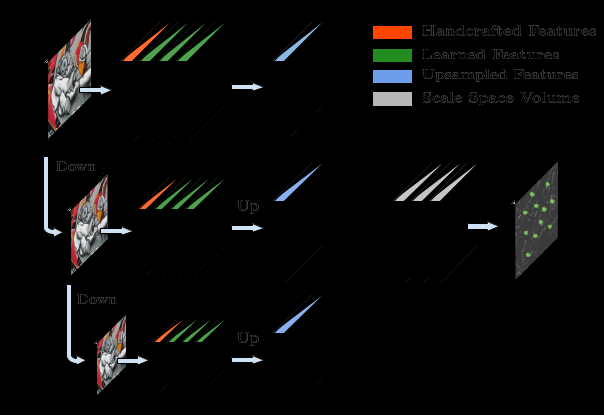 Handcrafted Features
Learned Features
Upsampled Features
Scale Space Volume
Down
Up
Down
Up